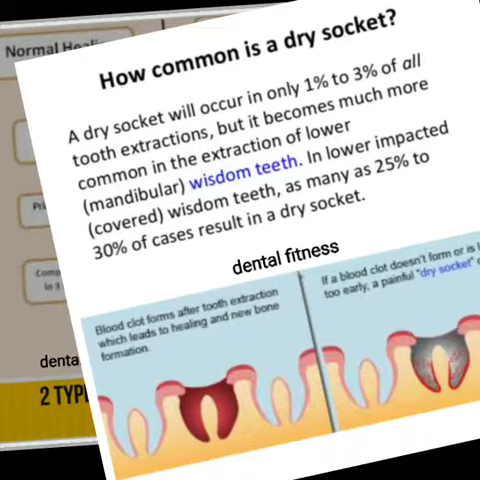 Normal
How common is a dry socket?
A dry socket will occur in only 1% to 3% of all
tooth extractions, but it becomes much more
common in the extraction of lower
(mandibular) wisdom teeth. In lower impacted
(covered) wisdom teeth, as many as 25% to
30% of cases result in a dry socket.
dental fitness
Blood clot forms after tooth extraction
which leads to healing and new bone
formation.
If a blood clot doesn't form or is
too early, a painful "dry socket"
in 3
2 TYP